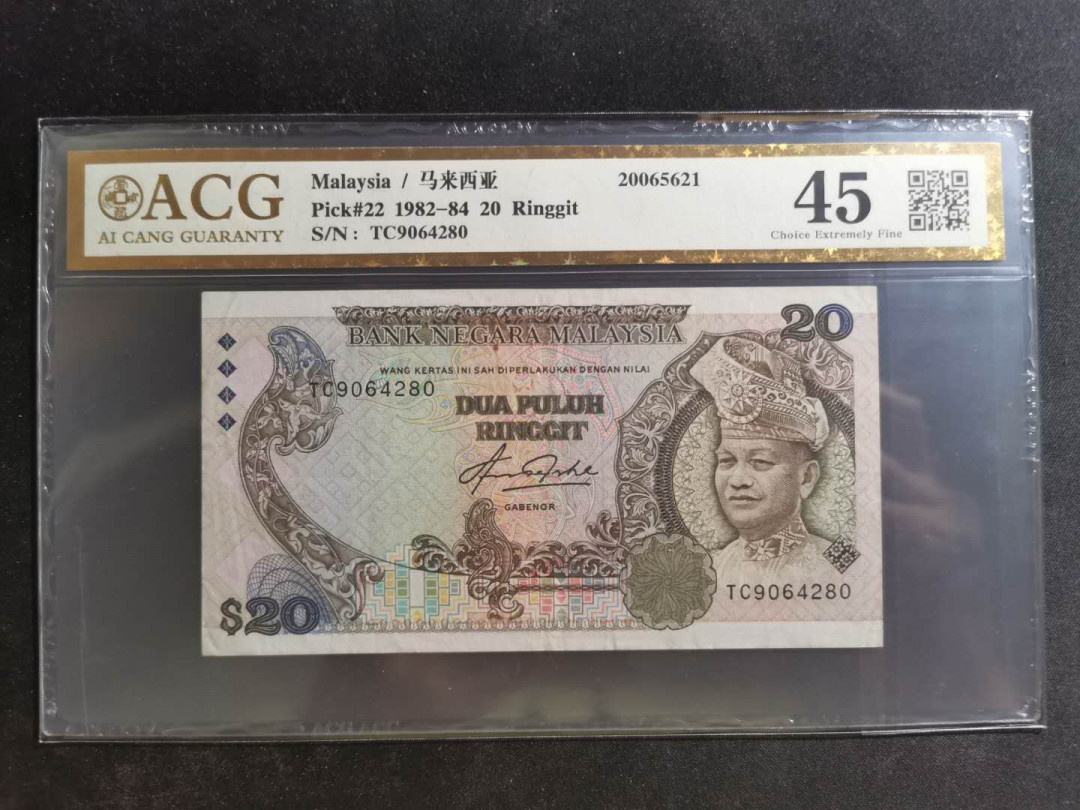 ACG
AI CANG GUARANTY
Malaysia / 马来西亚 20065621
Pick#22 1982-84 20 Ringgit
S/N: TC9064280
45
Choice Extremely Fine
20
BANK NEGARA MALAYSIA
WANG KERTAS INI SAH DIPERLAKUKAN DENGAN NILAI
TC9064280
DUA PULUH
RINGGIT
GABENOR
TC9064280
$20